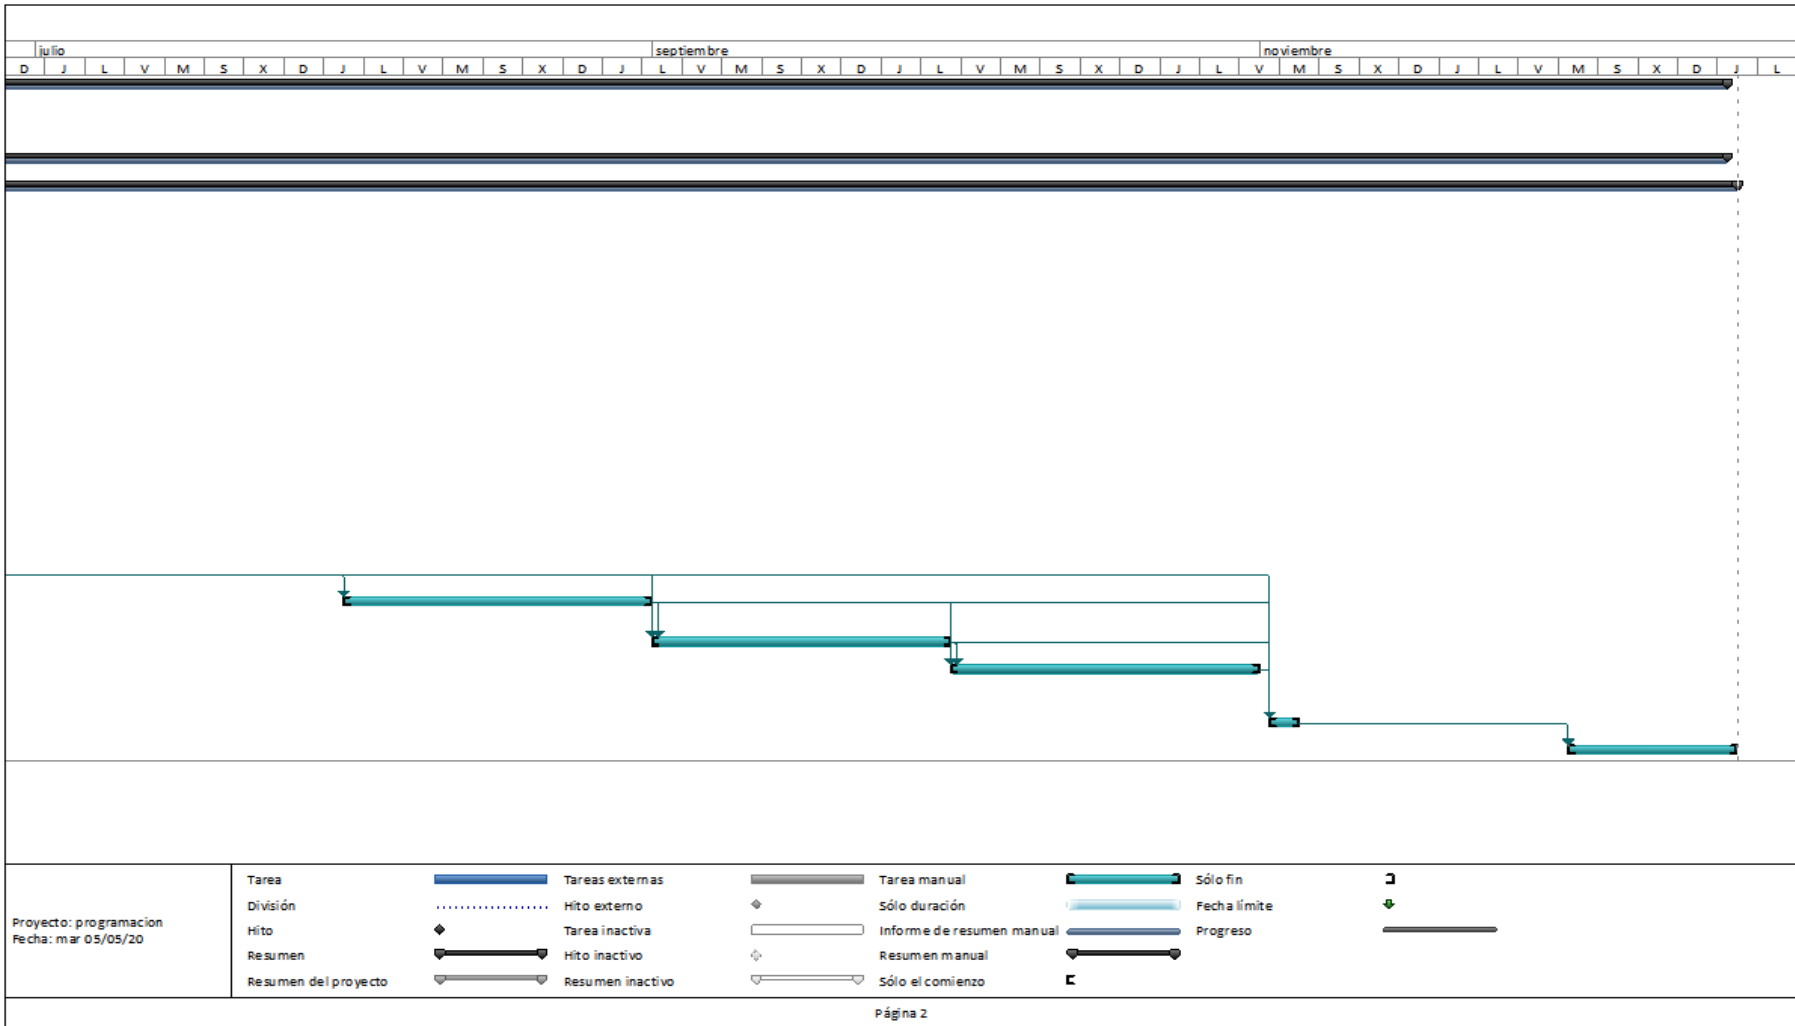 julio septiembre noviembre
D J L V M S X D J L V M S X D J L V M S X D J L V M S X D J L V M S X D J L V M S X D J L
Tarea Tareas externas Tarea manual Sólo fin
División Hito externo Sólo duración Fecha límite
Proyecto: programacion
Fecha: mar 05/05/20
Hito Tarea inactiva Informe de resumen manual Progreso
Resumen Hito inactivo Resumen manual
Resumen del proyecto Resumen inactivo Sólo el comienzo
Página 2